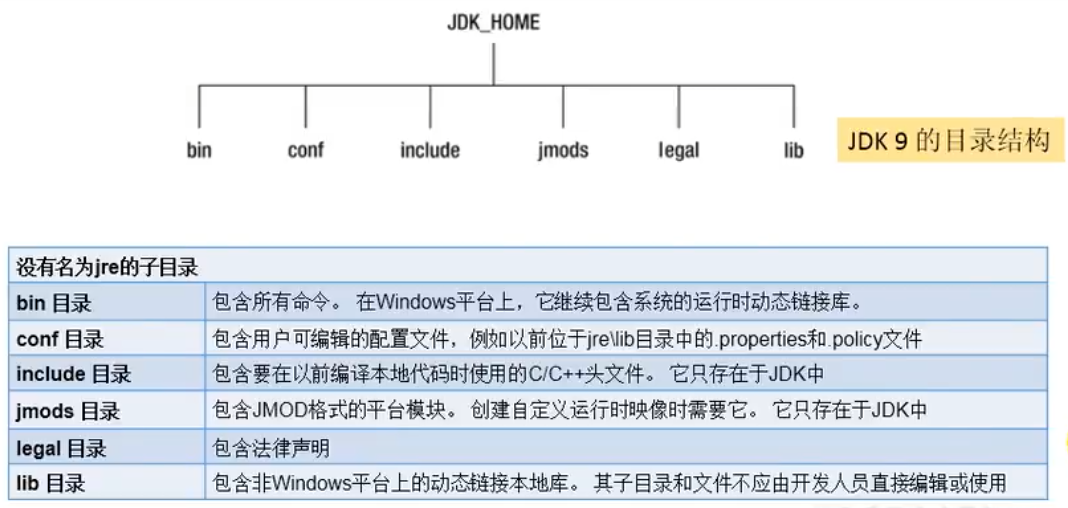 JDK_HOME
bin conf include jmods legal lib
JDK 9 的目录结构
没有名为jre的子目录
bin 目录 包含所有命令。 在Windows平台上，它继续包含系统的运行时动态链接库。
conf 目录 包含用户可编辑的配置文件，例如以前位于jre\lib目录中的.properties和.policy文件
include 目录 包含要在以前编译本地代码时使用的C/C++头文件。 它只存在于JDK中
jmods 目录 包含JMOD格式的平台模块。 创建自定义运行时映像时需要它。 它只存在于JDK中
legal 目录 包含法律声明
lib 目录 包含非Windows平台上的动态链接本地库。 其子目录和文件不应由开发人员直接编辑或使用